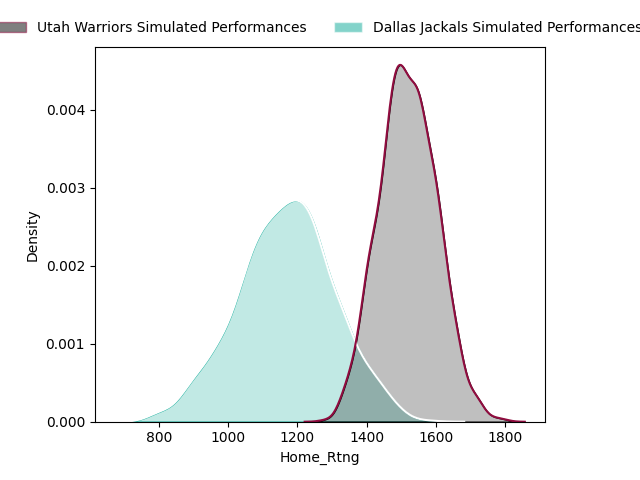 Utah Warriors Simulated Performances
Dallas Jackals Simulated Performances
0.004
0.003
0.002
0.001
0.000
Density
800
1000
1200
1400
1600
1800
Home_Rtng